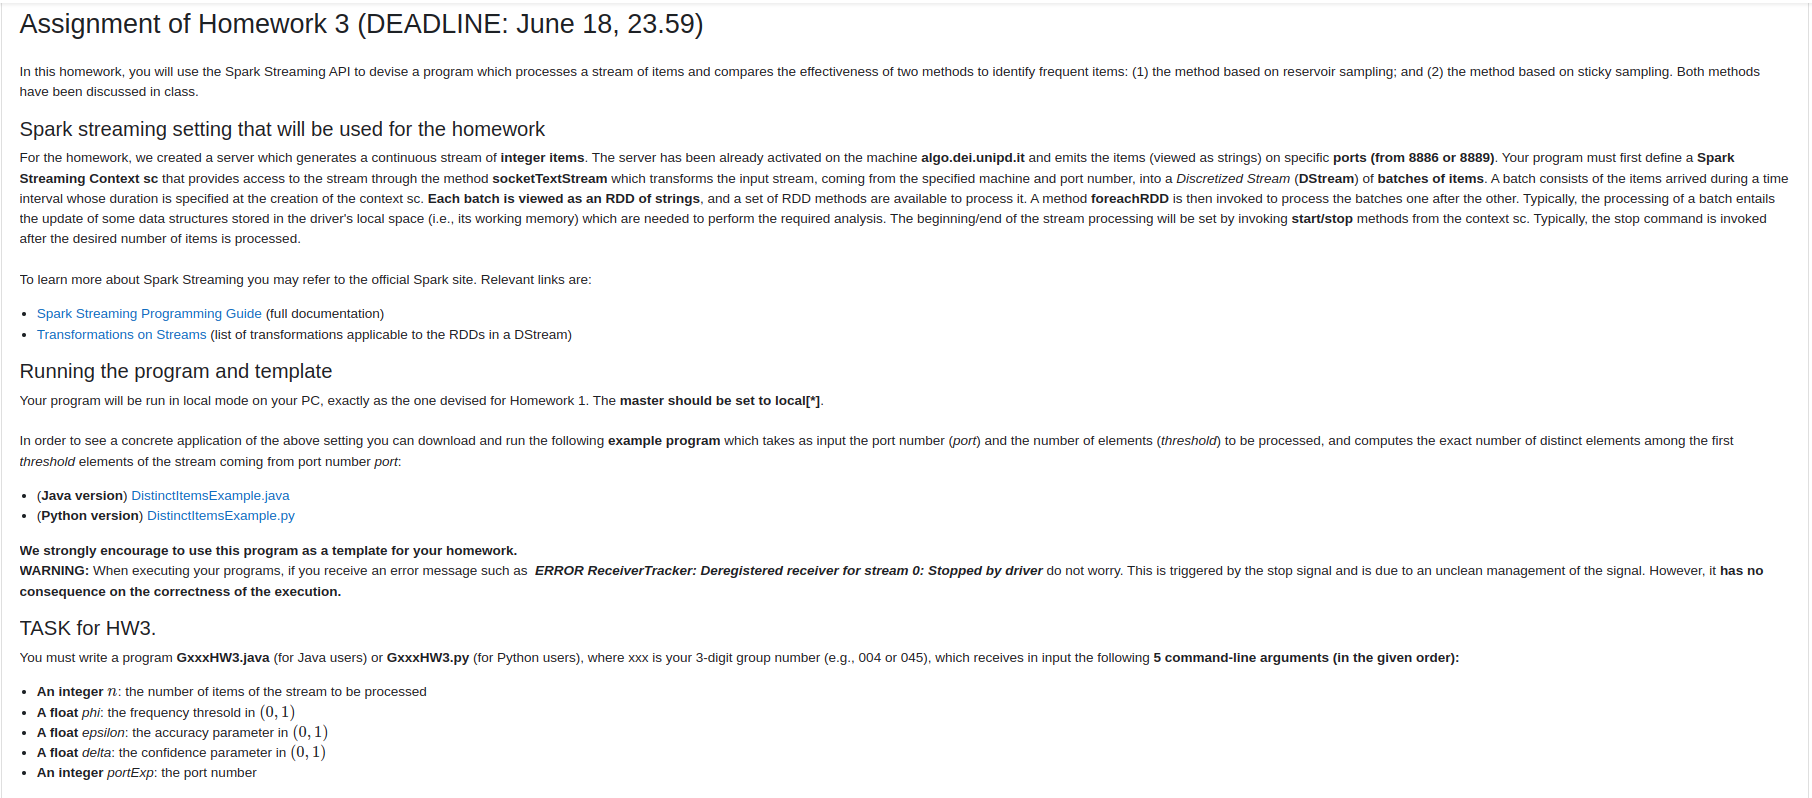 Assignment of Homework 3 (DEADLINE: June 18, 23.59)
In this homework, you will use the Spark Streaming API to devise a program which processes a stream of items and compares the effectiveness of two methods to identify frequent items: (1) the method based on reservoir sampling; and (2) the method based on sticky sampling. Both methods
have been discussed in class.
Spark streaming setting that will be used for the homework
For the homework, we created a server which generates a continuous stream of integer items. The server has been already activated on the machine algo.dei.unipd.it and emits the items (viewed as strings) on specific ports (from 8886 or 8889). Your program must first define a Spark
Streaming Context sc that provides access to the stream through the method socketTextStream which transforms the input stream, coming from the specified machine and port number, into a Discretized Stream (DStream) of batches of items. A batch consists of the items arrived during a time
interval whose duration is specified at the creation of the context sc. Each batch is viewed as an RDD of strings, and a set of RDD methods are available to process it. A method foreachRDD is then invoked to process the batches one after the other. Typically, the processing of a batch entails
the update of some data structures stored in the driver's local space (i.e., its working memory) which are needed to perform the required analysis. The beginning/end of the stream processing will be set by invoking start/stop methods from the context sc. Typically, the stop command is invoked
after the desired number of items is processed.
To learn more about Spark Streaming you may refer to the official Spark site. Relevant links are:
• Spark Streaming Programming Guide (full documentation)
• Transformations on Streams (list of transformations applicable to the RDDs in a DStream)
Running the program and template
Your program will be run in local mode on your PC, exactly as the one devised for Homework 1. The master should be set to local[*].
In order to see a concrete application of the above setting you can download and run the following example program which takes as input the port number (port) and the number of elements (threshold) to be processed, and computes the exact number of distinct elements among the first
threshold elements of the stream coming from port number port:
• (Java version) DistinctItemsExample.java
• (Python version) DistinctItemsExample.py
We strongly encourage to use this program as a template for your homework.
WARNING: When executing your programs, if you receive an error message such as ERROR ReceiverTracker: Deregistered receiver for stream 0: Stopped by driver do not worry. This is triggered by the stop signal and is due to an unclean management of the signal. However, it has no
consequence on the correctness of the execution.
TASK for HW3.
You must write a program GxxxHW3.java (for Java users) or GxxxHW3.py (for Python users), where xxx is your 3-digit group number (e.g., 004 or 045), which receives in input the following 5 command-line arguments (in the given order):
• An integer n: the number of items of the stream to be processed
• A float phi: the frequency thresold in (0, 1)
• A float epsilon: the accuracy parameter in (0, 1)
• A float delta: the confidence parameter in (0, 1)
• An integer portExp: the port number